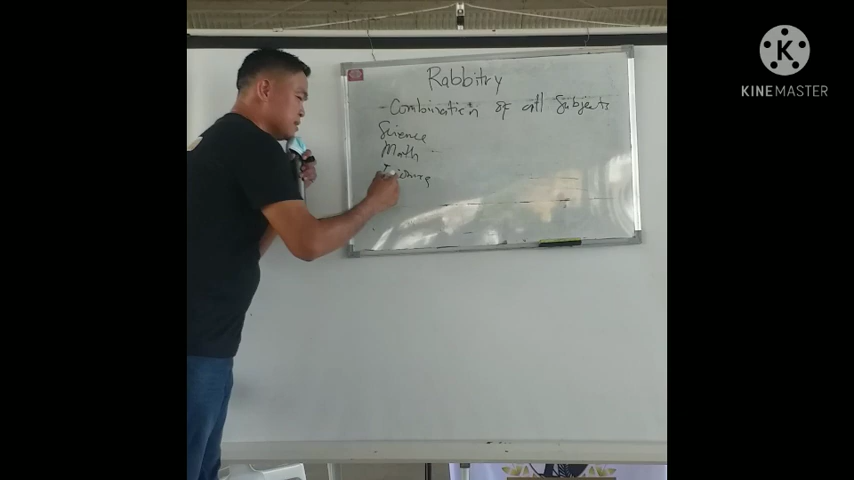 Rabbitry
- Combination of all Subjects
Science
Math
K
KINEMASTER